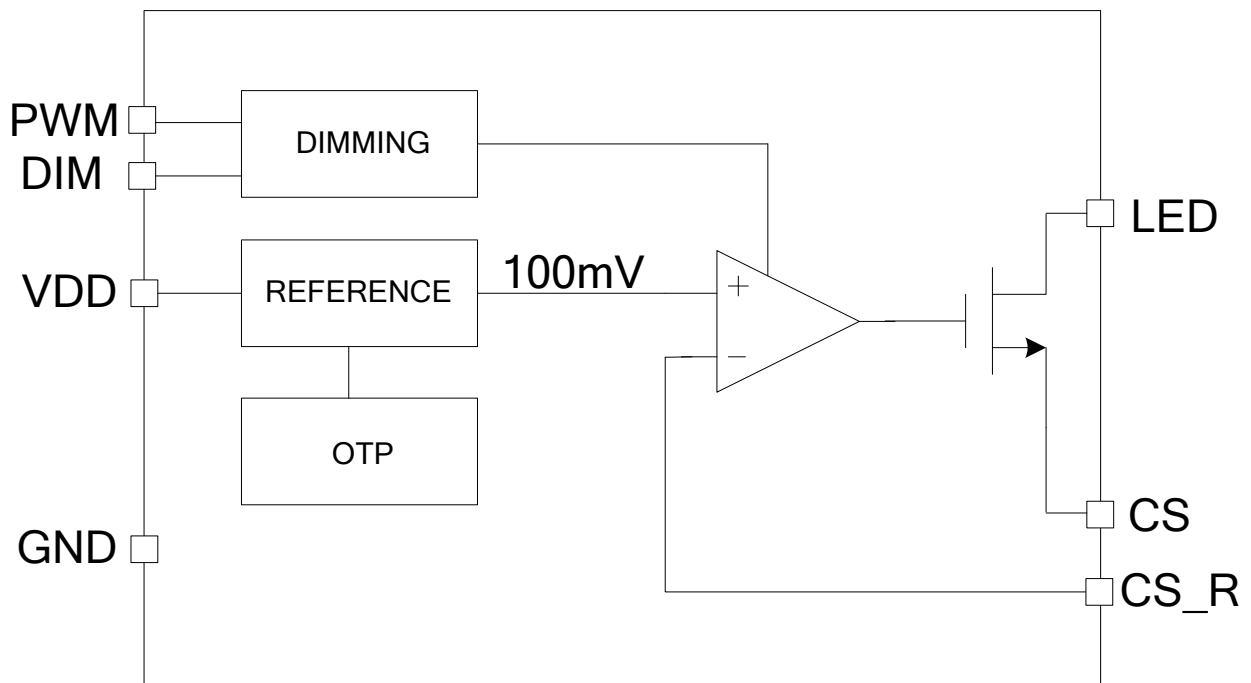 PWM
DIM
VDD
GND
DIMMING
REFERENCE
OTP
100mV
+
−
LED
CS
CS_R